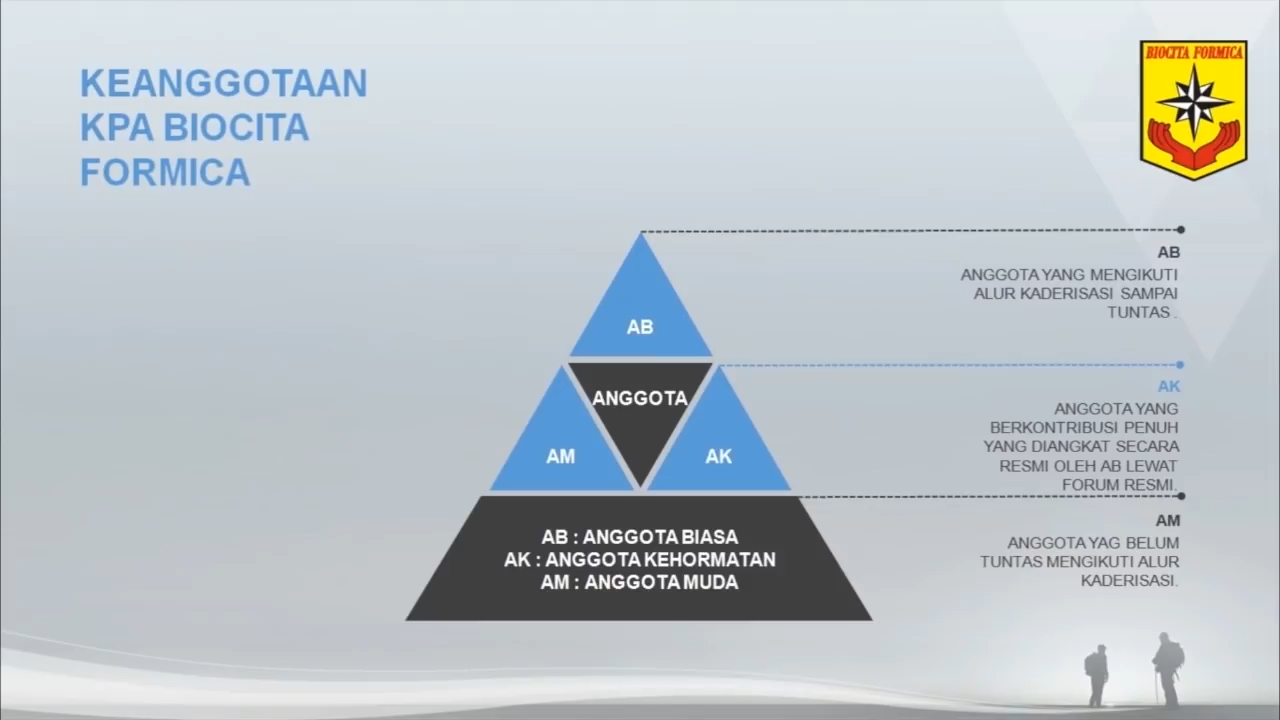 KEANGGOTAAN
KPA BIOCITA
FORMICA
BIOCITA FORMICA
AB
ANGGOTA
AM
AK
AB : ANGGOTA BIASA
AK : ANGGOTA KEHORMATAN
AM : ANGGOTA MUDA
AB
ANGGOTA YANG MENGIKUTI
ALUR KADERISASI SAMPAI
TUNTAS .
AK
ANGGOTA YANG
BERKONTRIBUSI PENUH
YANG DIANGKAT SECARA
RESMI OLEH AB LEWAT
FORUM RESMI.
AM
ANGGOTA YAG BELUM
TUNTAS MENGIKUTI ALUR
KADERISASI.